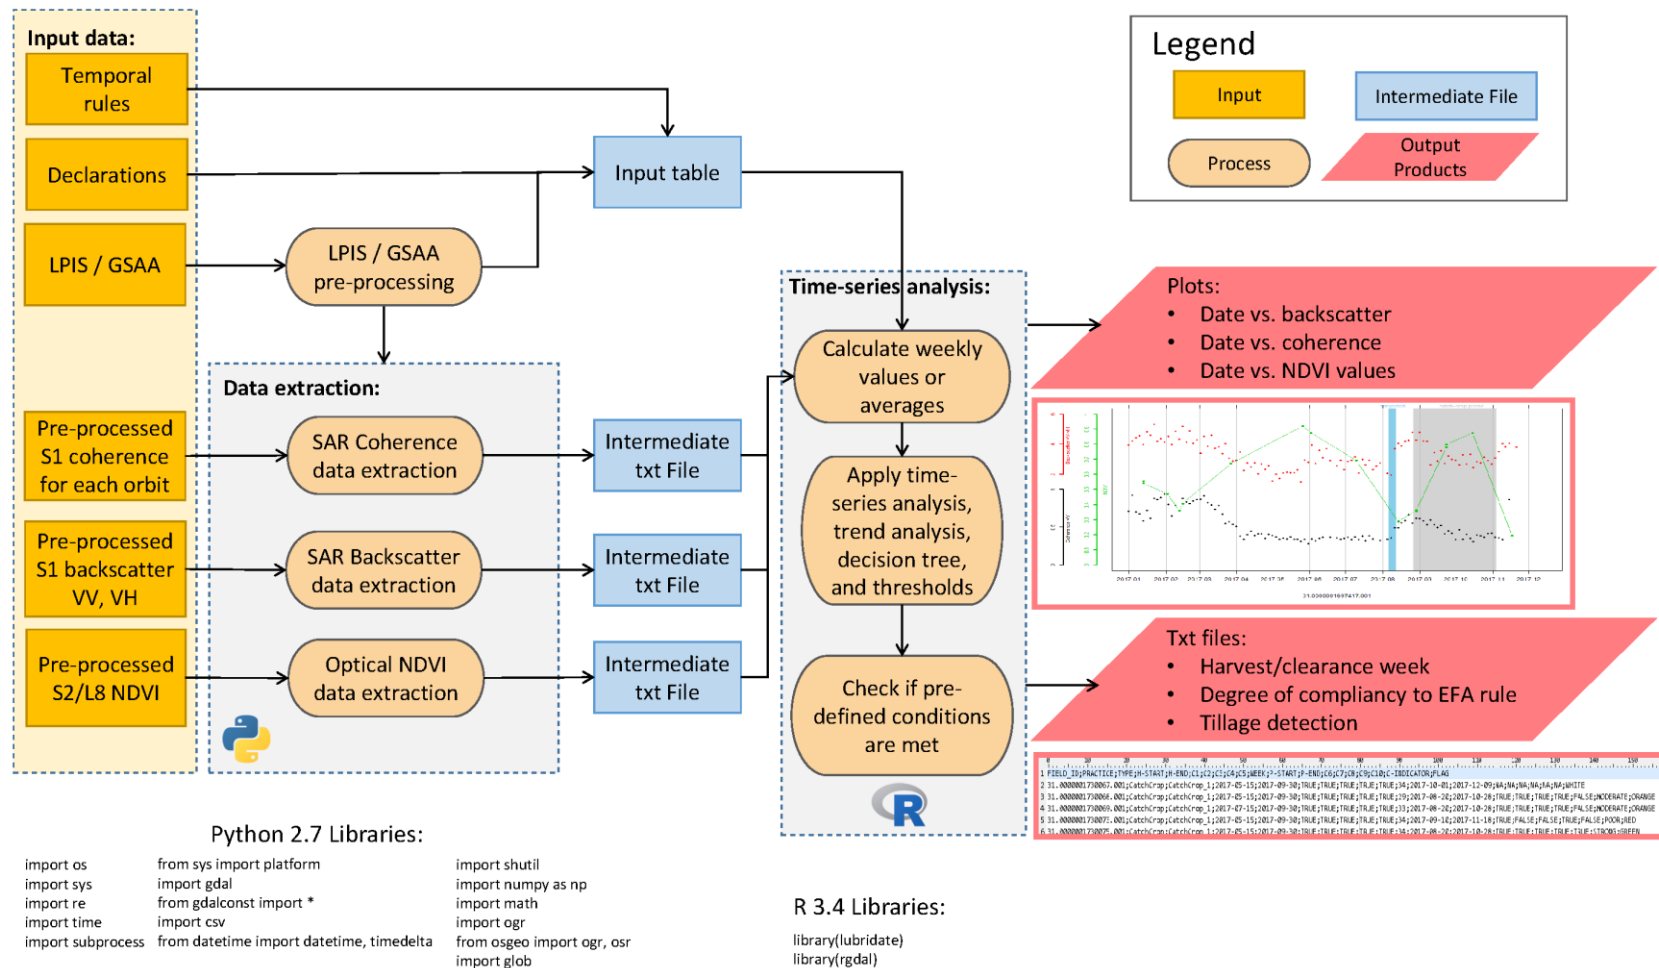 Input data:
Temporal
rules
Declarations
LPIS / GSAA
LPIS / GSAA
pre-processing
Input table
Legend
Input
Intermediate File
Process
Output
Products
Data extraction:
Pre-processed
S1 coherence
for each orbit
SAR Coherence
data extraction
Intermediate
txt File
Pre-processed
S1 backscatter
VV, VH
SAR Backscatter
data extraction
Intermediate
txt File
Pre-processed
S2/L8 NDVI
Optical NDVI
data extraction
Intermediate
txt File
Time-series analysis:
Calculate weekly
values or
averages
Apply time-
series analysis,
trend analysis,
decision tree,
and thresholds
Check if pre-
defined conditions
are met
R
Plots:
• Date vs. backscatter
• Date vs. coherence
• Date vs. NDVI values
Txt files:
• Harvest/clearance week
• Degree of compliancy to EFA rule
• Tillage detection
Python 2.7 Libraries:
import os
import sys
import re
import time
import subprocess
from sys import platform
import gdal
from gdalconst import *
import csv
from datetime import datetime, timedelta
import shutil
import numpy as np
import math
import ogr
from osgeo import ogr, osr
import glob
R 3.4 Libraries:
library(lubridate)
library(rgdal)